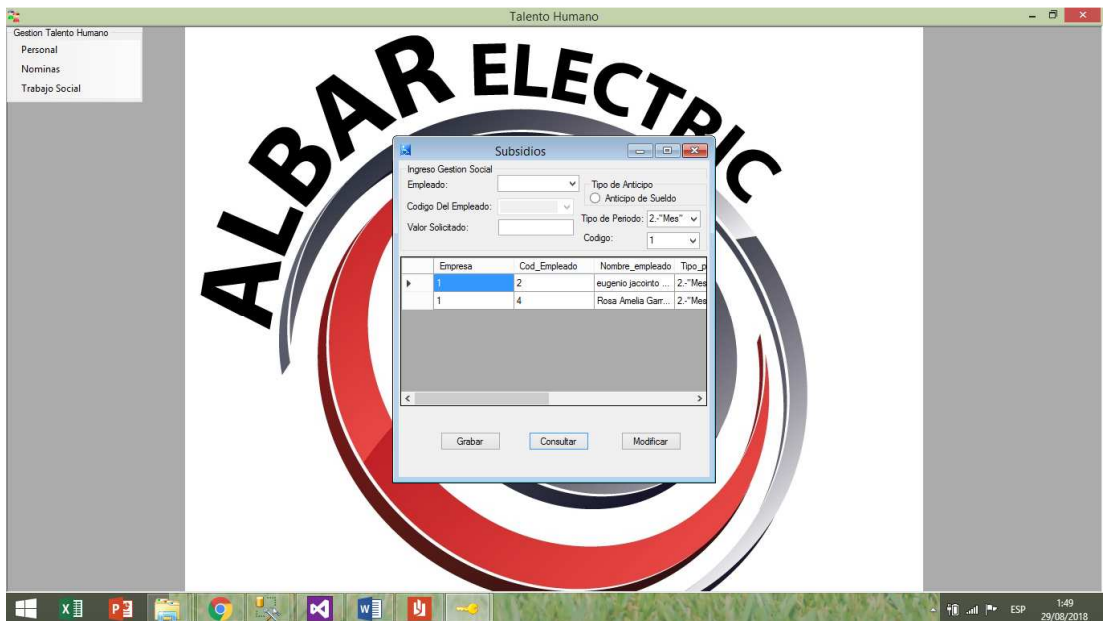 Talento Humano
Gestion Talento Humano
Personal
Nominas
Trabajo Social
ALBAR ELECTRIC
Subsidios
Ingreso Gestion Social
Empleado:
Tipo de Anticipo
Anticipo de Sueldo
Codigo Del Empleado:
Tipo de Periodo: 2.-"Mes"
Valor Solicitado:
Codigo: 1
Empresa Cod_Empleado Nombre_empleado Tipo_p
1 2 eugenio jacointo ... 2.-"Mes
1 4 Rosa Amelia Garr... 2.-"Mes
Grabar Consultar Modificar
ESP
1:49
29/08/2018